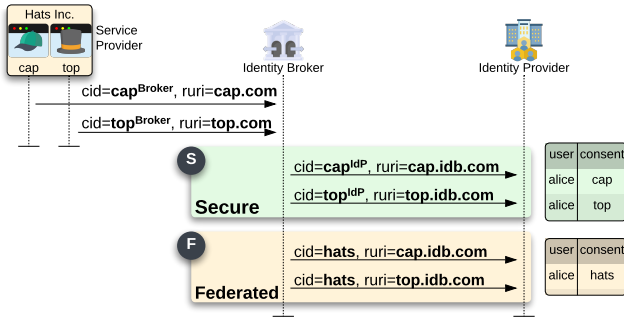 Hats Inc.
Service
Provider
cap top
Identity Broker
Identity Provider
cid=capBroker, ruri=cap.com
cid=topBroker, ruri=top.com
S
cid=capIdP, ruri=cap.idb.com
cid=topIdP, ruri=top.idb.com
Secure
user consent
alice cap
alice top
F
cid=hats, ruri=cap.idb.com
cid=hats, ruri=top.idb.com
Federated
user consent
alice hats